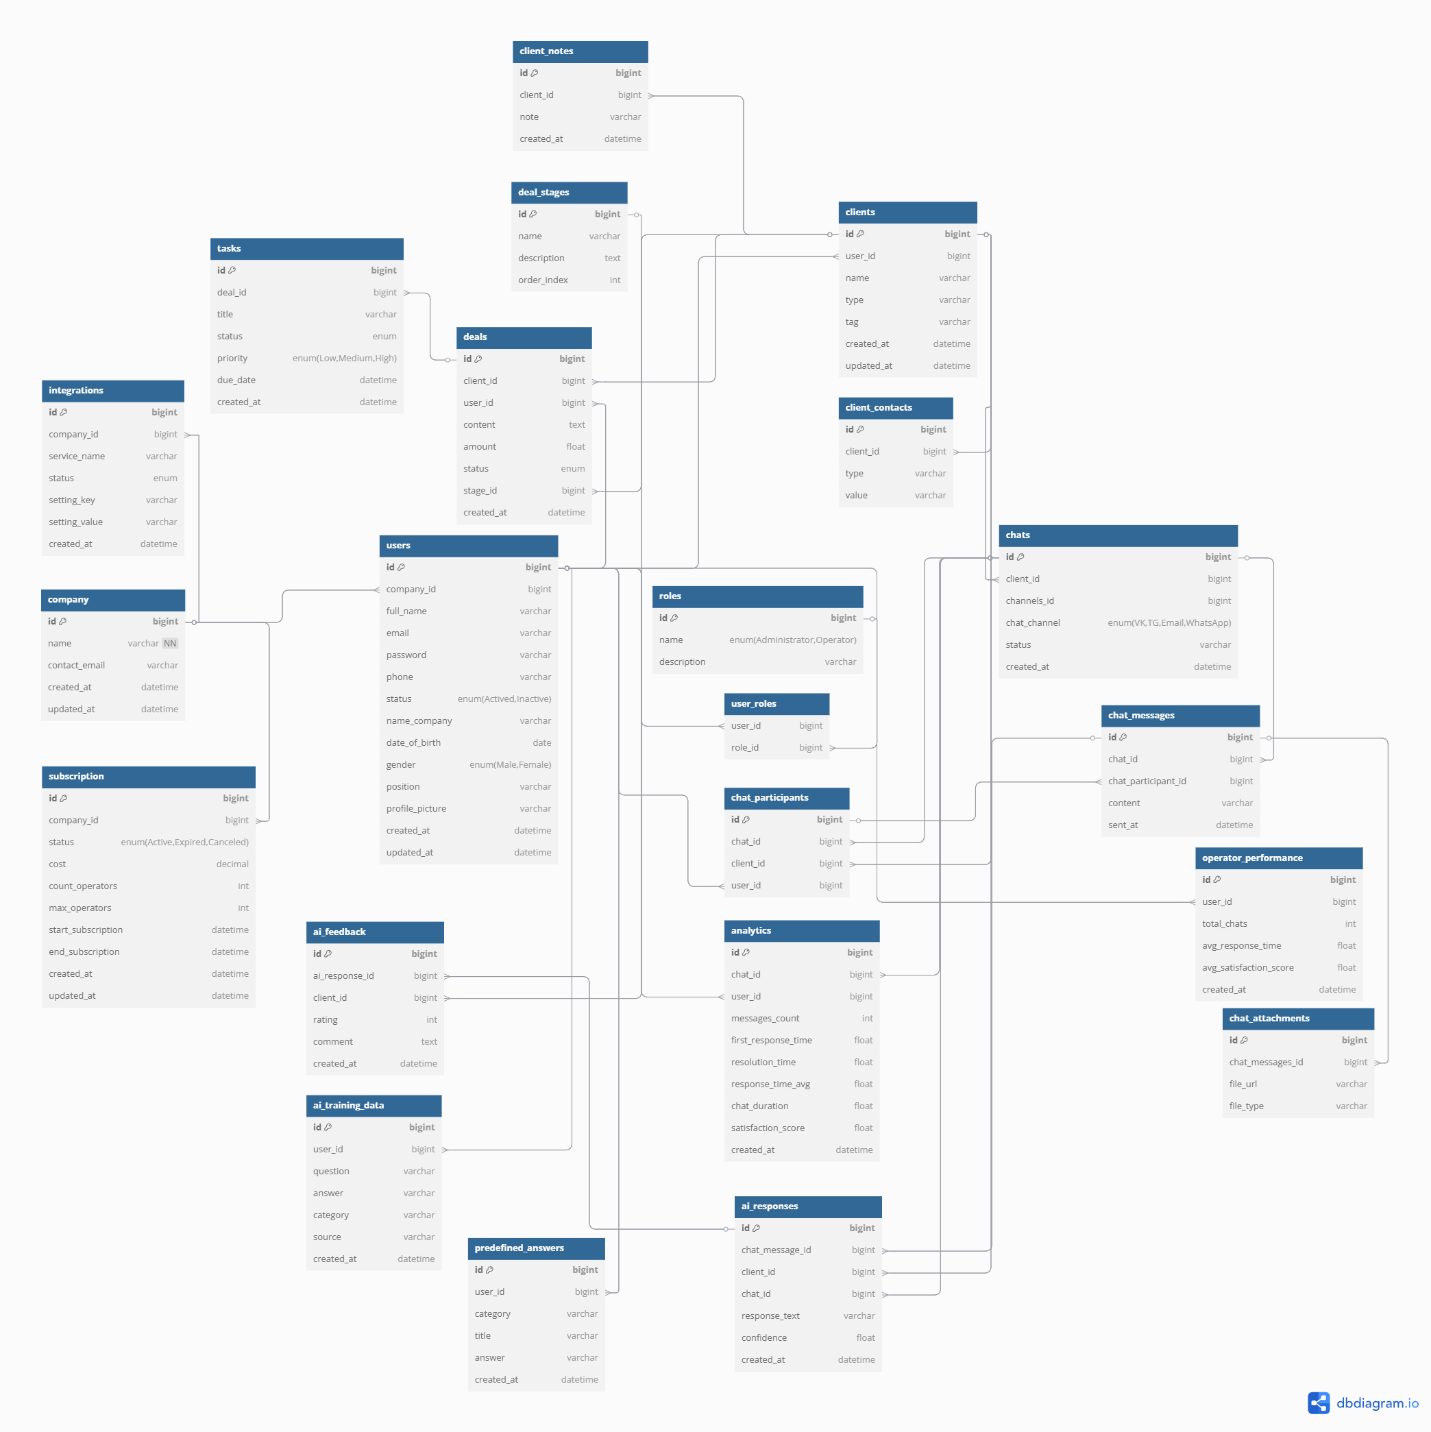 client_notes
id bigint
client_id bigint
note varchar
created_at datetime
deal_stages
id bigint
name varchar
description text
order_index int
clients
id bigint
user_id bigint
name varchar
type varchar
tag varchar
created_at datetime
updated_at datetime
tasks
id bigint
deal_id bigint
title varchar
status enum
priority enum(Low,Medium,High)
due_date datetime
created_at datetime
deals
id bigint
client_id bigint
user_id bigint
content text
amount float
status enum
stage_id bigint
created_at datetime
integrations
id bigint
company_id bigint
service_name varchar
status enum
setting_key varchar
setting_value varchar
created_at datetime
client_contacts
id bigint
client_id bigint
type varchar
value varchar
chats
id bigint
client_id bigint
channels_id bigint
chat_channel enum(VK,TG,Email,WhatsApp)
status varchar
created_at datetime
users
id bigint
company_id bigint
full_name varchar
email varchar
password varchar
phone varchar
status enum(Actived,Inactive)
name_company varchar
date_of_birth date
gender enum(Male,Female)
position varchar
profile_picture varchar
created_at datetime
updated_at datetime
company
id bigint
name varchar NN
contact_email varchar
created_at datetime
updated_at datetime
roles
id bigint
name enum(Administrator,Operator)
description varchar
user_roles
user_id bigint
role_id bigint
chat_messages
id bigint
chat_id bigint
chat_participant_id bigint
content varchar
sent_at datetime
subscription
id bigint
company_id bigint
status enum(Active,Expired,Canceled)
cost decimal
count_operators int
max_operators int
start_subscription datetime
end_subscription datetime
created_at datetime
updated_at datetime
chat_participants
id bigint
chat_id bigint
client_id bigint
user_id bigint
operator_performance
id bigint
user_id bigint
total_chats int
avg_response_time float
avg_satisfaction_score float
created_at datetime
ai_feedback
id bigint
ai_response_id bigint
client_id bigint
rating int
comment text
created_at datetime
analytics
id bigint
chat_id bigint
user_id bigint
messages_count int
first_response_time float
resolution_time float
response_time_avg float
chat_duration float
satisfaction_score float
created_at datetime
chat_attachments
id bigint
chat_messages_id bigint
file_url varchar
file_type varchar
ai_training_data
id bigint
user_id bigint
question varchar
answer varchar
category varchar
source varchar
created_at datetime
ai_responses
id bigint
chat_message_id bigint
client_id bigint
chat_id bigint
response_text varchar
confidence float
created_at datetime
predefined_answers
id bigint
user_id bigint
category varchar
title varchar
answer varchar
created_at datetime
dbdiagram.io